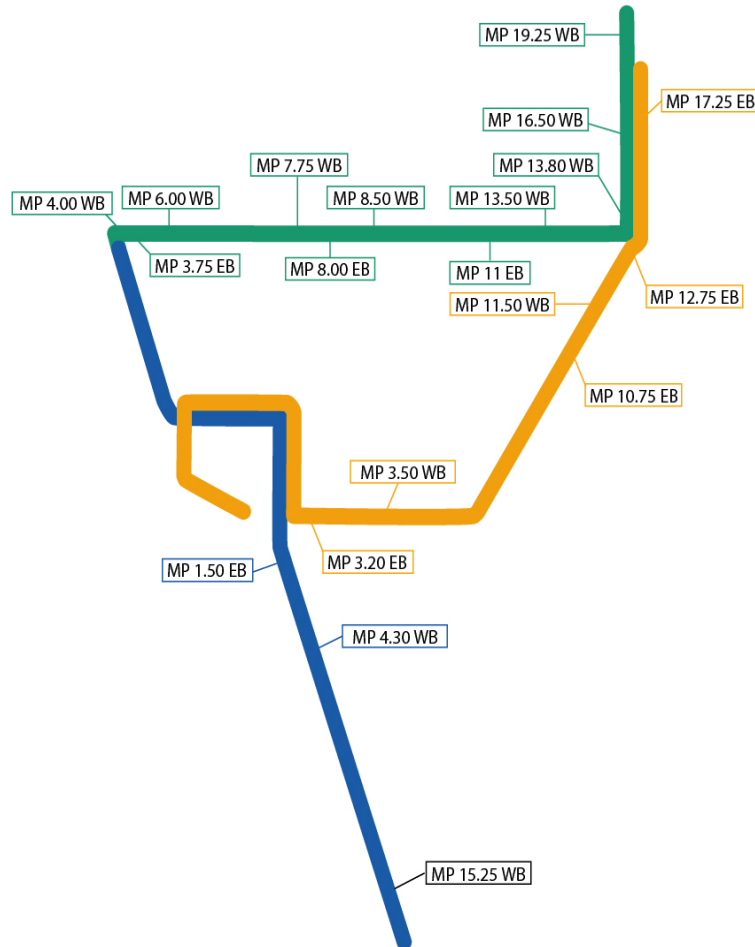 MP 19.25 WB
MP 17.25 EB
MP 16.50 WB
MP 7.75 WB
MP 13.80 WB
MP 4.00 WB
MP 6.00 WB
MP 8.50 WB
MP 13.50 WB
MP 3.75 EB
MP 8.00 EB
MP 11 EB
MP 11.50 WB
MP 12.75 EB
MP 10.75 EB
MP 3.50 WB
MP 3.20 EB
MP 1.50 EB
MP 4.30 WB
MP 15.25 WB